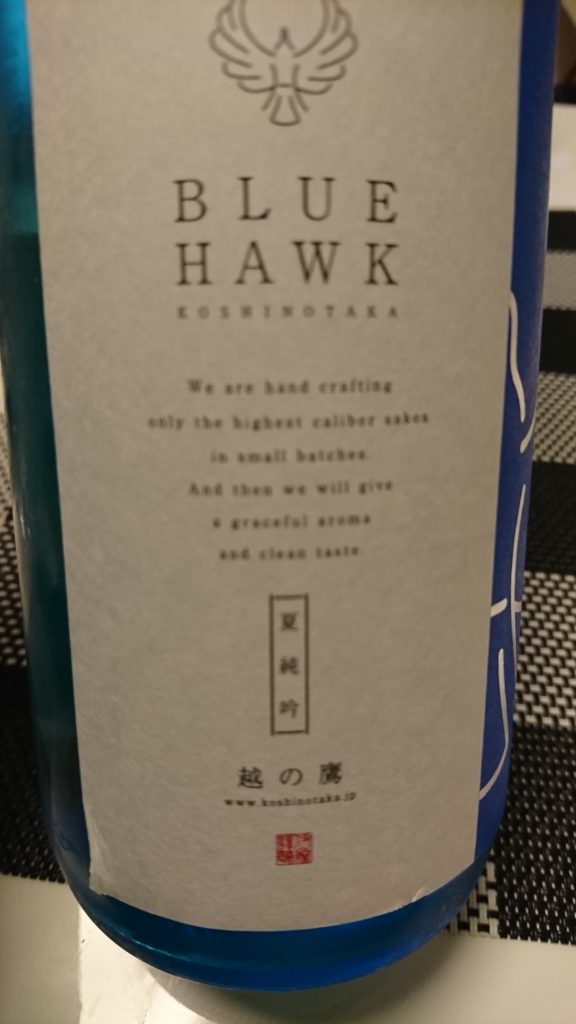 BLUE
HAWK
KOSHINOTAKA
We are hand crafting
only the highest caliber sakes
in small batches.
And then we will give
a graceful aroma
and clean taste.
夏純吟
越の鷹
www.koshinotaka.jp